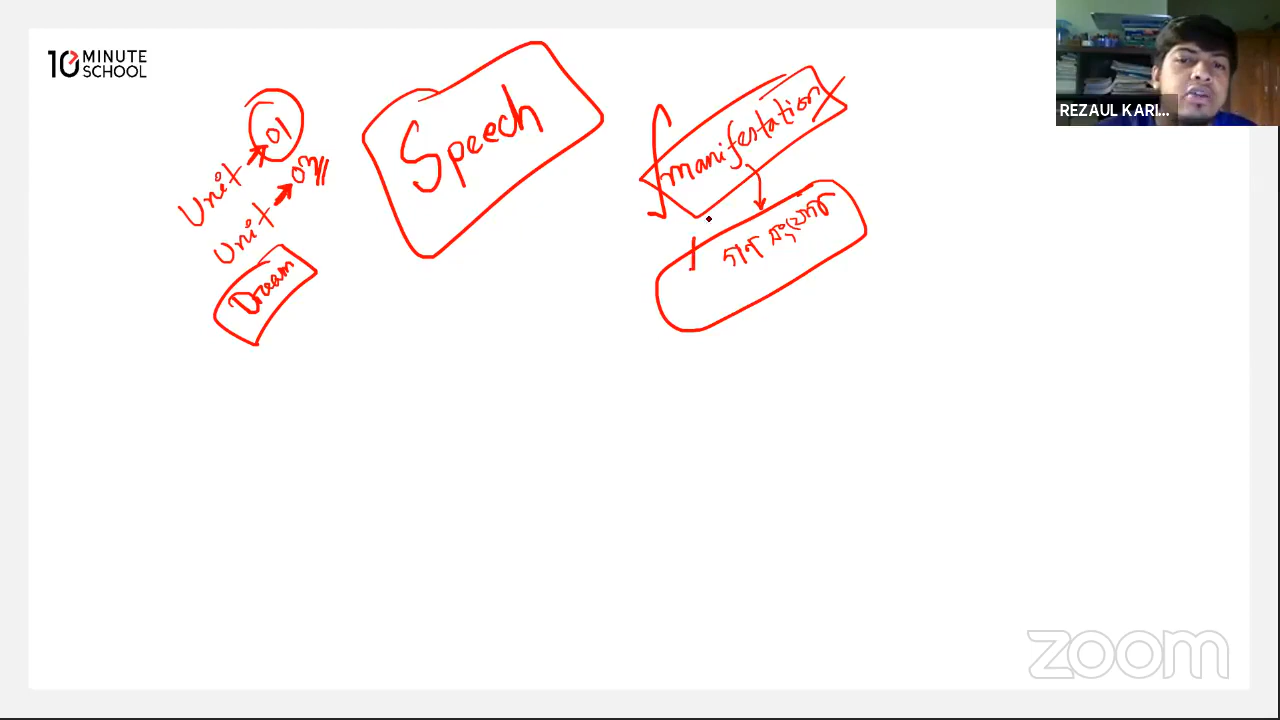 10 MINUTE
SCHOOL
REZAUL KARI...
Unit → 01
Unit → 03
Dream
Speech
manifestation
zoom